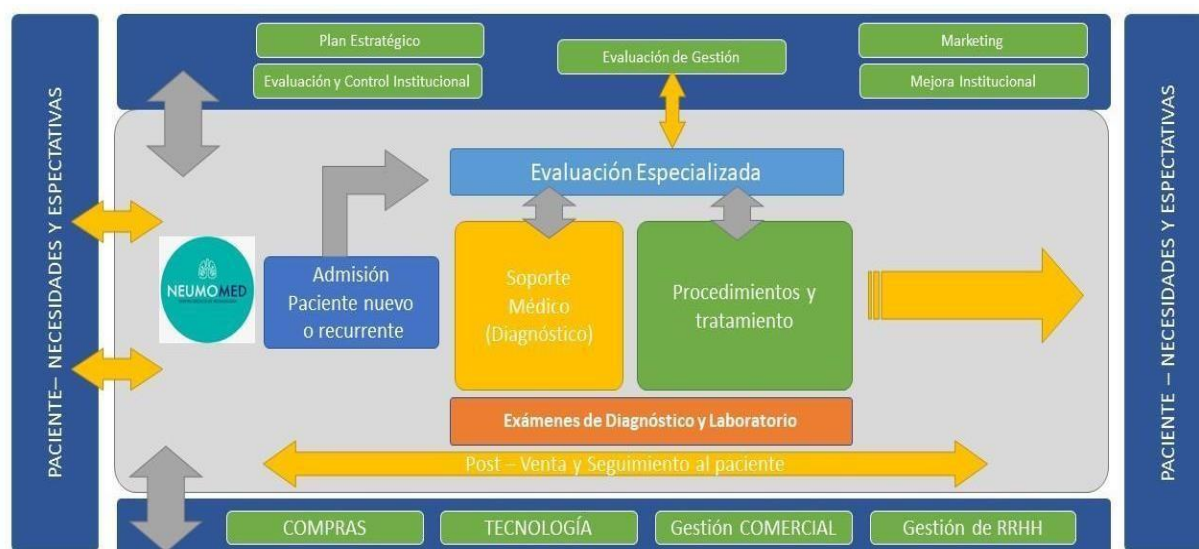 PACIENTE– NECESIDADES Y ESPECTATIVAS
Plan Estratégico
Evaluación y Control Institucional
Evaluación de Gestión
Marketing
Mejora Institucional
Evaluación Especializada
NEUMOMED
Admisión
Paciente nuevo
o recurrente
Soporte
Médico
(Diagnóstico)
Procedimientos y
tratamiento
Exámenes de Diagnóstico y Laboratorio
Post – Venta y Seguimiento al paciente
COMPRAS
TECNOLOGÍA
Gestión COMERCIAL
Gestión de RRHH
PACIENTE – NECESIDADES Y ESPECTATIVAS